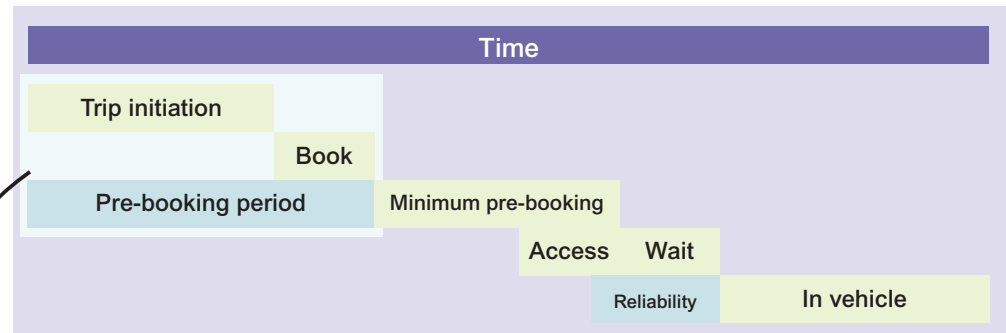 Time
Trip initiation
Book
Pre-booking period
Minimum pre-booking
Access
Wait
Reliability
In vehicle